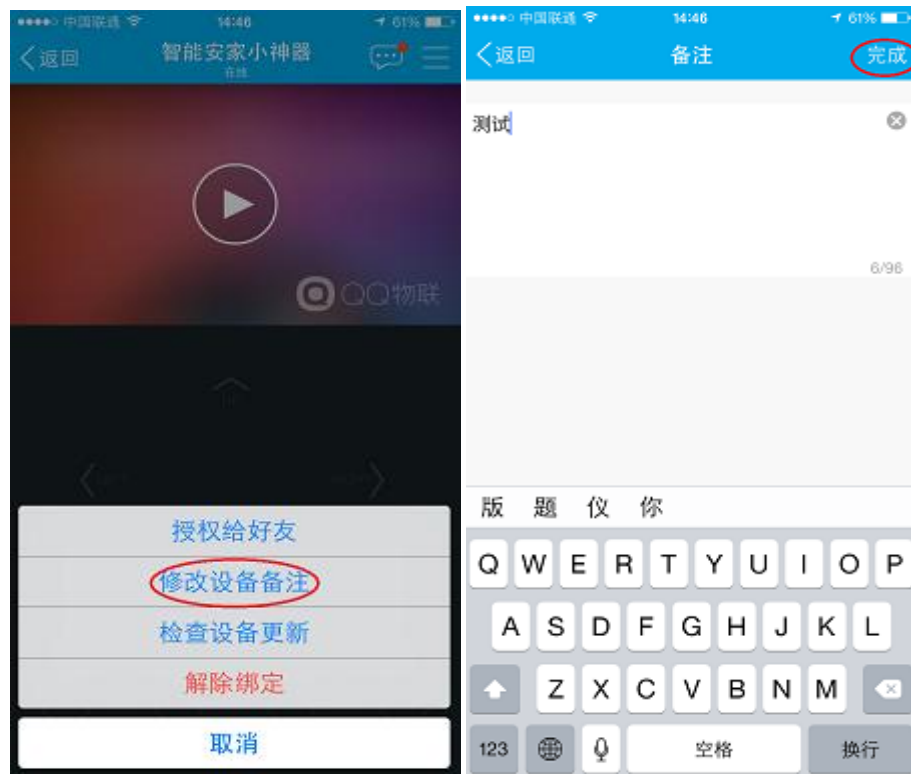 中国联通 14:46 61%
返回 智能安家小神器
在线
QQ物联
授权给好友
修改设备备注
检查设备更新
解除绑定
取消
中国联通 14:46 61%
返回 备注 完成
测试
6/96
版 题 仪 你
Q W E R T Y U I O P
A S D F G H J K L
Z X C V B N M
123 空格 换行